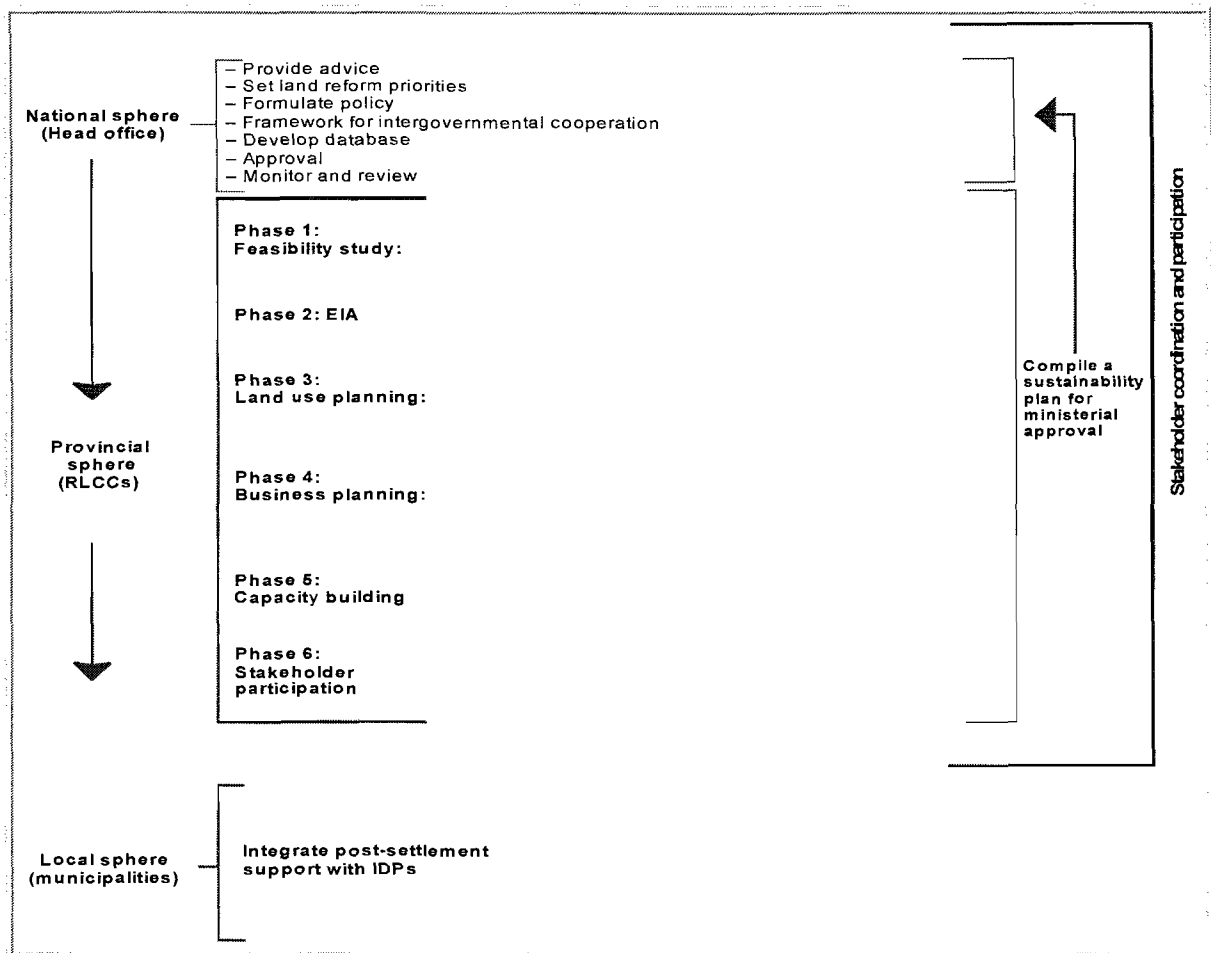 National sphere
(Head office)
– Provide advice
– Set land reform priorities
– Formulate policy
– Framework for intergovernmental cooperation
– Develop database
– Approval
– Monitor and review
Provincial
sphere
(RLCCs)
Phase 1:
Feasibility study:
Phase 2: EIA
Phase 3:
Land use planning:
Phase 4:
Business planning:
Phase 5:
Capacity building
Phase 6:
Stakeholder
participation
Compile a
sustainability
plan for
ministerial
approval
Stakeholder coordination and participation
Local sphere
(municipalities)
Integrate post-settlement
support with IDPs